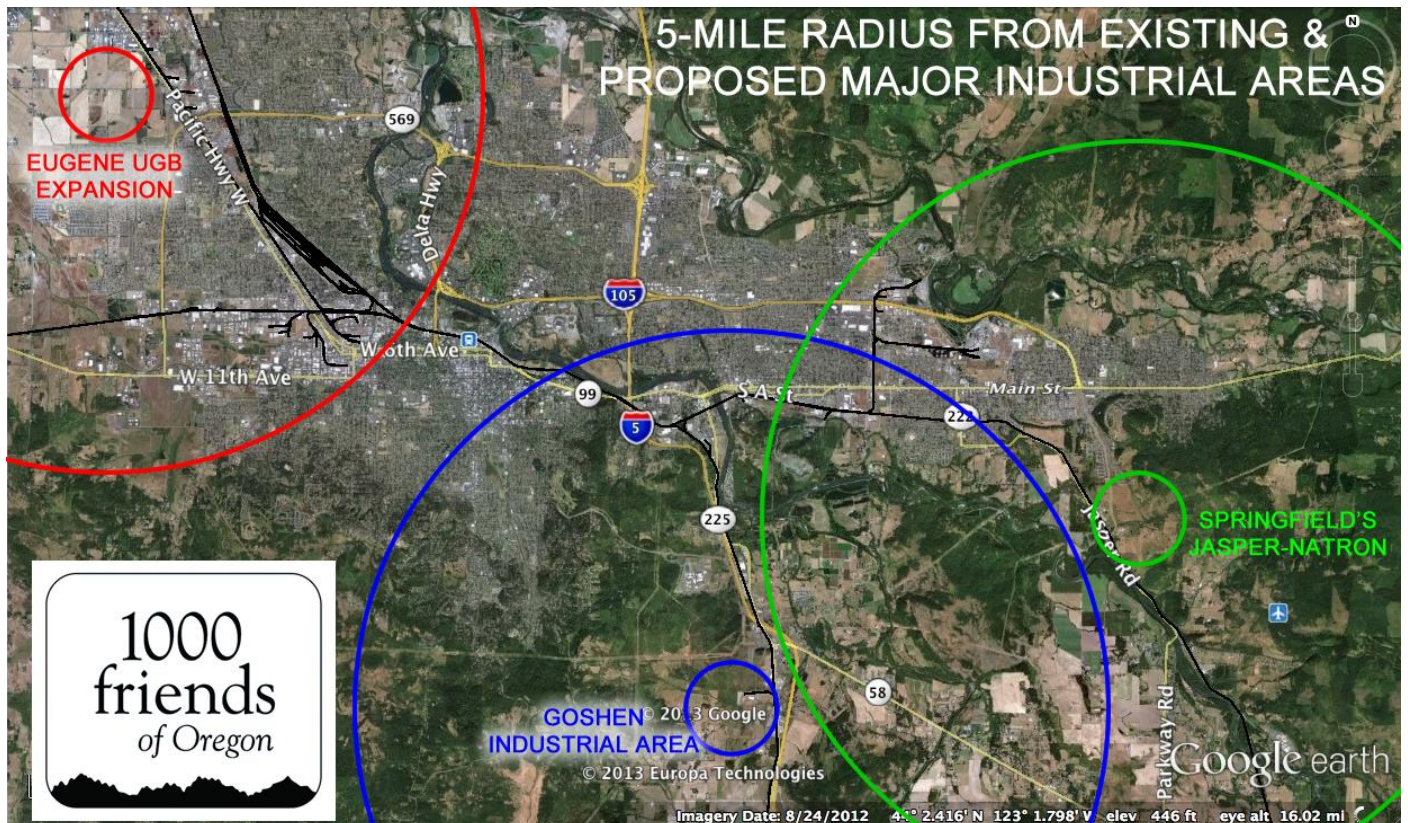 5-MILE RADIUS FROM EXISTING &
PROPOSED MAJOR INDUSTRIAL AREAS
N
EUGENE UGB
EXPANSION
Pacific Hwy W
569
Delta Hwy
105
W 6th Ave
W 11th Ave
99
5
S A St
Main St
222
225
Jasper Rd
SPRINGFIELD'S
JASPER-NATRON
58
Parkway Rd
GOSHEN
INDUSTRIAL AREA
© 2013 Google
© 2013 Europa Technologies
1000
friends
of Oregon
Google earth
Imagery Date: 8/24/2012 44° 2.416' N 123° 1.798' W elev 446 ft eye alt 16.02 mi